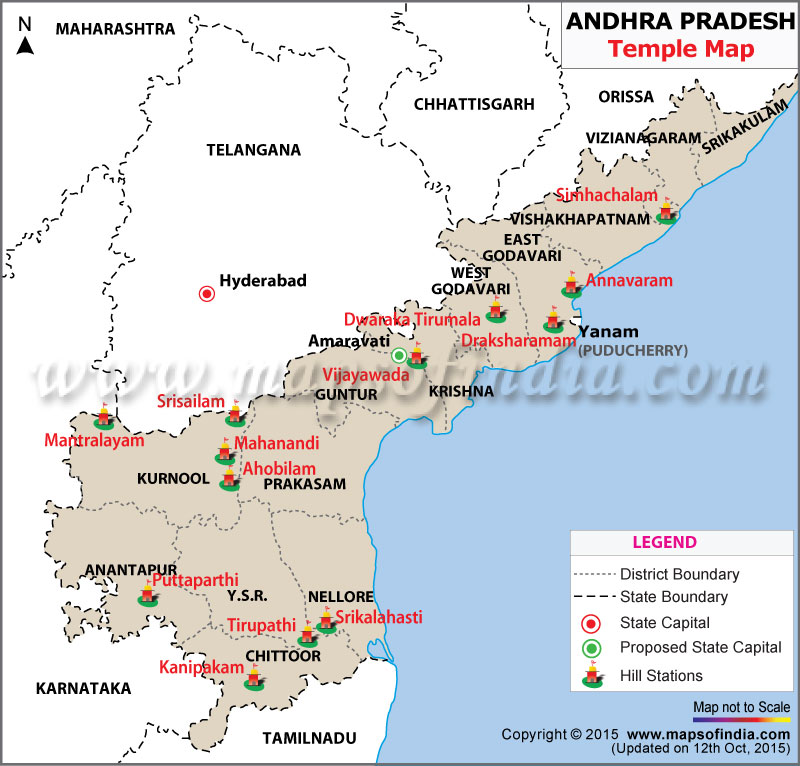 ANDHRA PRADESH
Temple Map
N
MAHARASHTRA
CHHATTISGARH
ORISSA
VIZIANAGARAM
SRIKAKULAM
TELANGANA
Simhachalam
VISHAKHAPATNAM
EAST
GODAVARI
WEST
GODAVARI
Annavaram
Hyderabad
Dwaraka Tirumala
Draksharamam
Yanam
(PUDUCHERRY)
Amaravati
Vijayawada
www.mapsofindia.com
GUNTUR
KRISHNA
Srisailam
Mantralayam
Mahanandi
Ahobilam
KURNOOL
PRAKASAM
ANANTAPUR
Puttaparthi
Y.S.R.
NELLORE
Tirupathi
Srikalahasti
CHITTOOR
Kanipakam
KARNATAKA
TAMILNADU
LEGEND
District Boundary
State Boundary
State Capital
Proposed State Capital
Hill Stations
Map not to Scale
Copyright © 2015 www.mapsofindia.com
(Updated on 12th Oct, 2015)